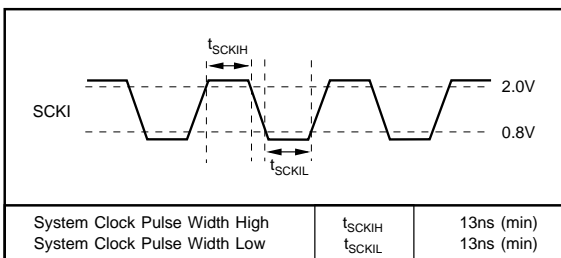 tSCKIH
2.0V
SCKI
0.8V
tSCKIL
System Clock Pulse Width High tSCKIH 13ns (min)
System Clock Pulse Width Low tSCKIL 13ns (min)